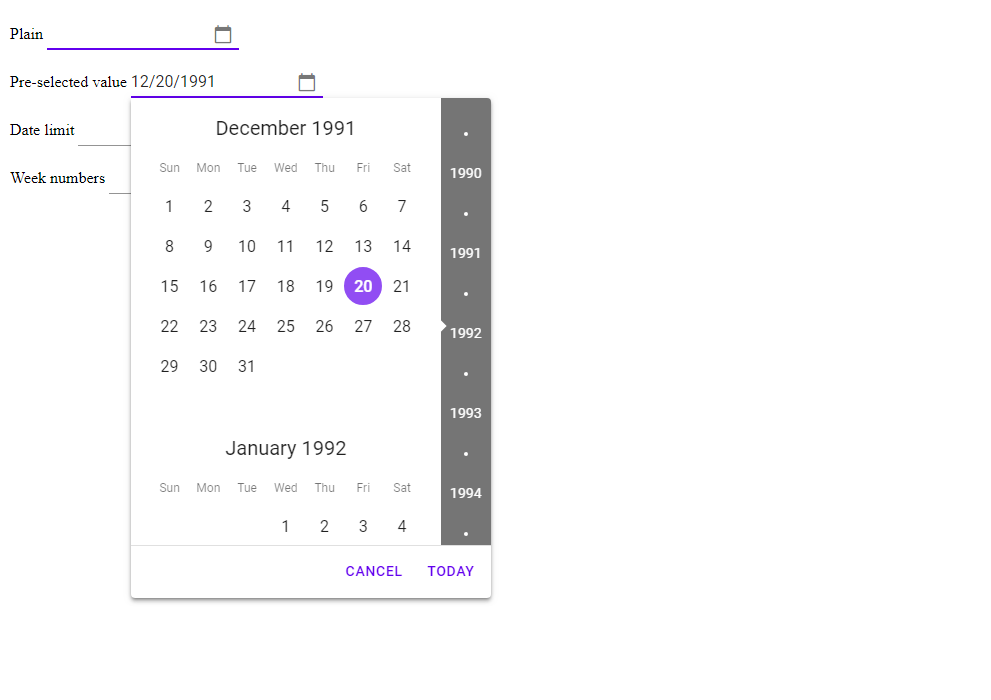 Plain
Pre-selected value 12/20/1991
Date limit
Week numbers
December 1991
Sun Mon Tue Wed Thu Fri Sat
1 2 3 4 5 6 7
8 9 10 11 12 13 14
15 16 17 18 19 20 21
22 23 24 25 26 27 28
29 30 31
January 1992
Sun Mon Tue Wed Thu Fri Sat
1 2 3 4
1990
1991
1992
1993
1994
CANCEL TODAY